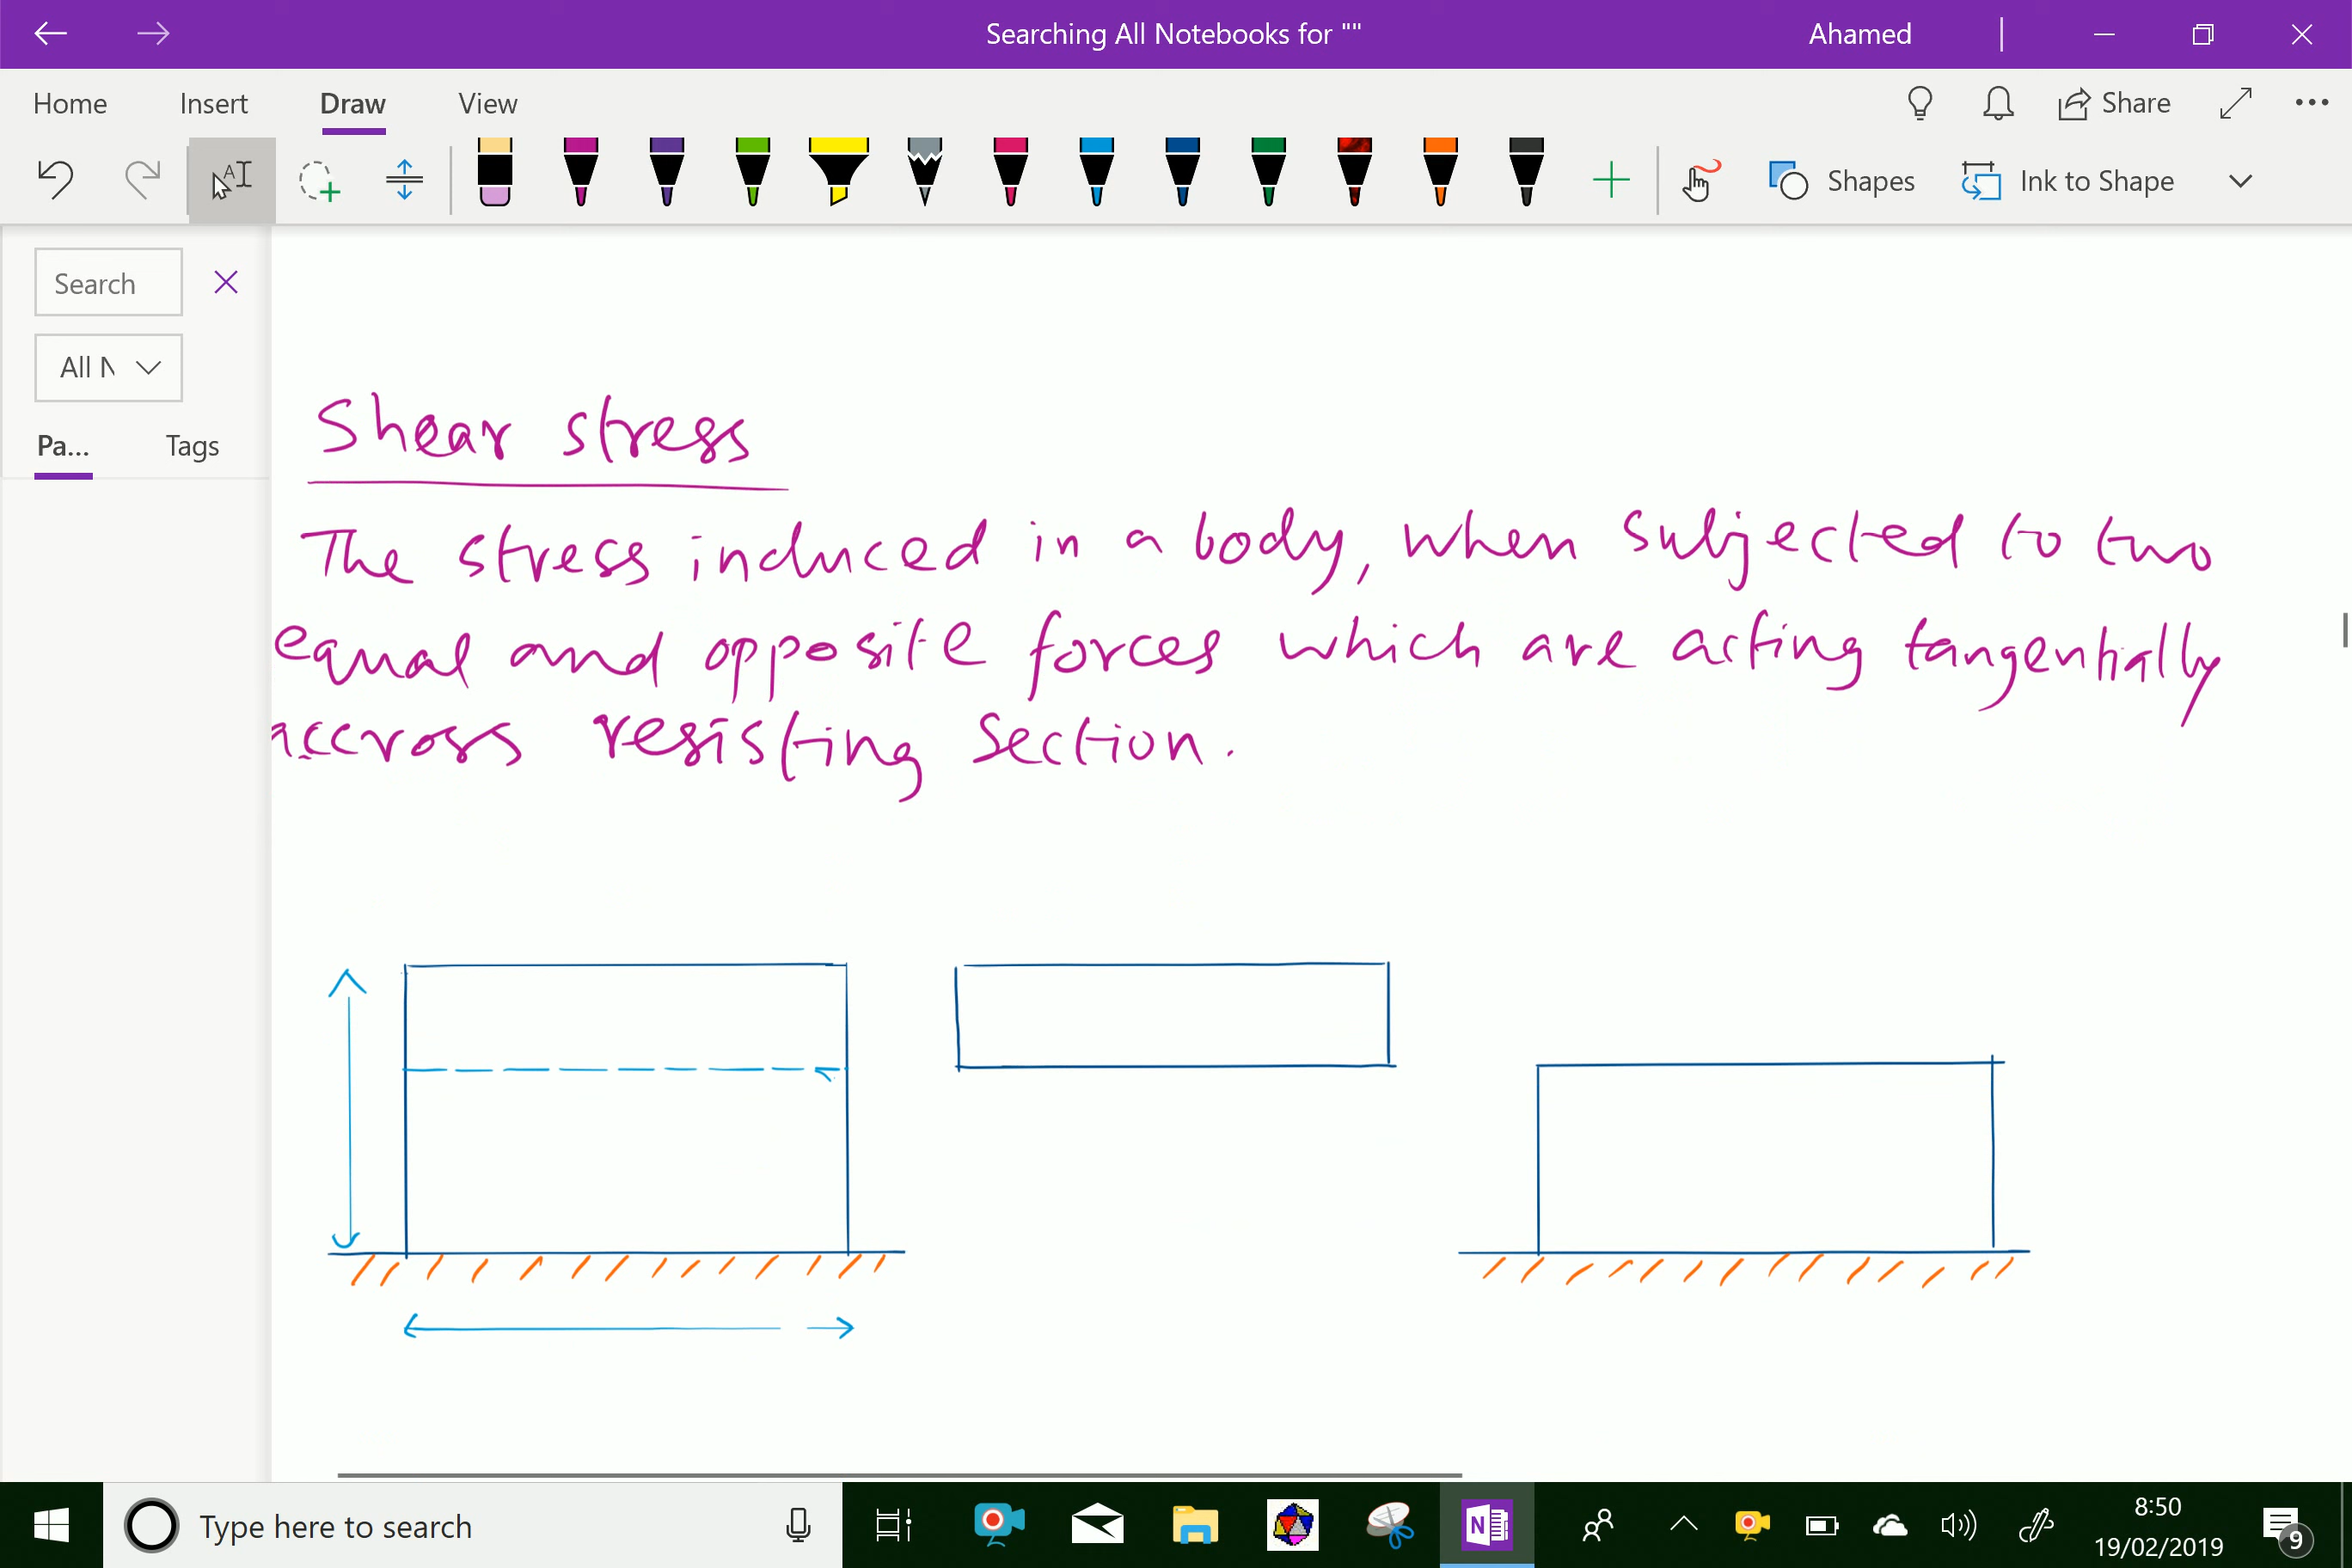 Searching All Notebooks for ""
Ahamed
Home Insert Draw View
Share
Shapes
Ink to Shape
Search
All N
Pa... Tags
Shear stress
The stress induced in a body, when subjected to two
equal and opposite forces which are acting tangentially
accross resisting section.
Type here to search
8:50
19/02/2019
9